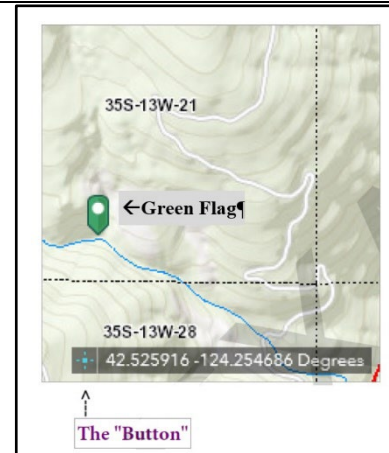 35S-13W-21
←Green Flag¶
35S-13W-28
42.525916 -124.254686 Degrees
The "Button"